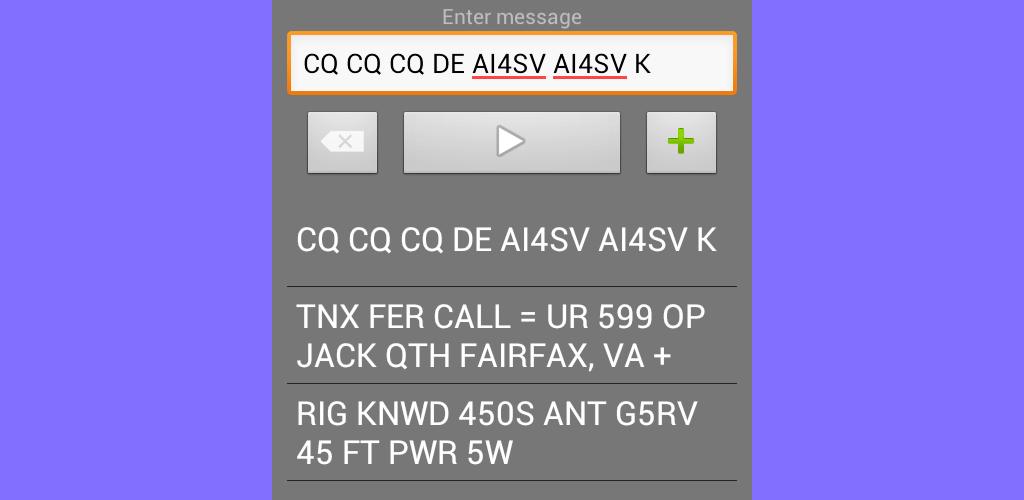 Enter message
CQ CQ CQ DE AI4SV AI4SV K
CQ CQ CQ DE AI4SV AI4SV K
TNX FER CALL = UR 599 OP
JACK QTH FAIRFAX, VA +
RIG KNWD 450S ANT G5RV
45 FT PWR 5W